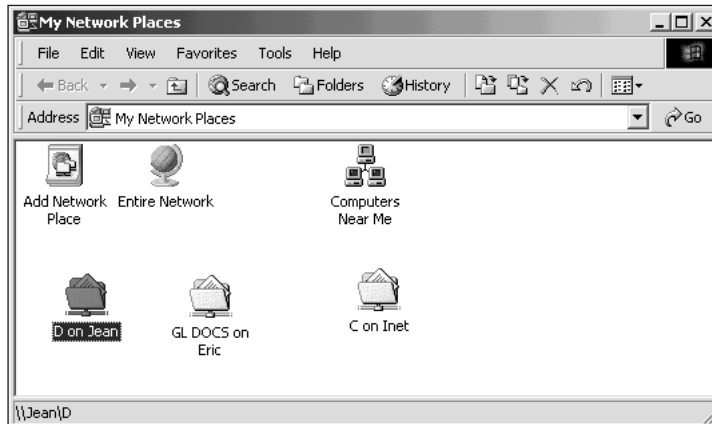 My Network Places
File Edit View Favorites Tools Help
Back Search Folders History
Address My Network Places Go
Add Network Place
Entire Network
Computers Near Me
D on Jean
GL DOCS on Eric
C on Inet
\\Jean\D